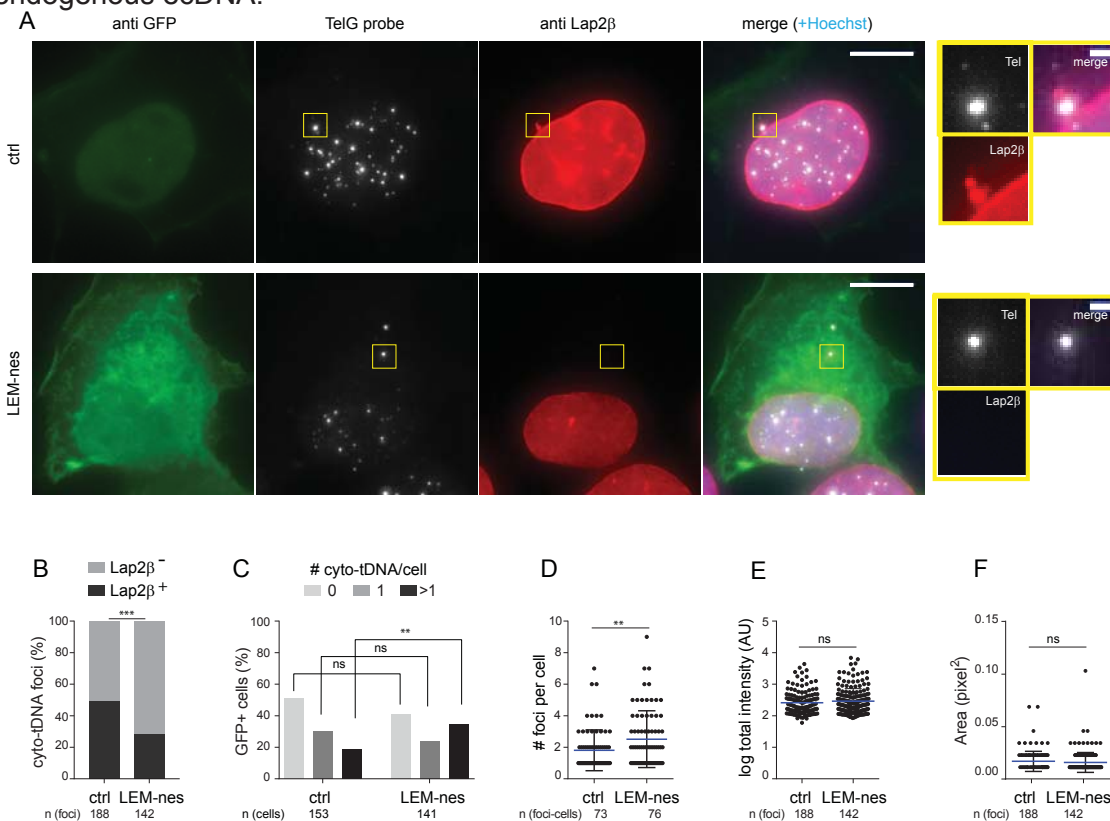 endogenous ecDNA.
A anti GFP TelG probe anti Lap2β merge (+Hoechst)
ctrl
Tel merge
Lap2β
LEM-nes
Tel merge
Lap2β
B Lap2β - Lap2β +
***
cyto-tDNA foci (%)
100
80
60
40
20
0
ctrl LEM-nes
n (foci) 188 142
C # cyto-tDNA/cell
0 1 >1
**
ns
ns
GFP+ cells (%)
100
80
60
40
20
0
ctrl LEM-nes
n (cells) 153 141
D
**
# foci per cell
10
8
6
4
2
0
ctrl LEM-nes
n (foci-cells) 73 76
E
ns
log total intensity (AU)
5
4
3
2
1
0
ctrl LEM-nes
n (foci) 188 142
F
ns
Area (pixel²)
0.15
0.10
0.05
0.00
ctrl LEM-nes
n (foci) 188 142